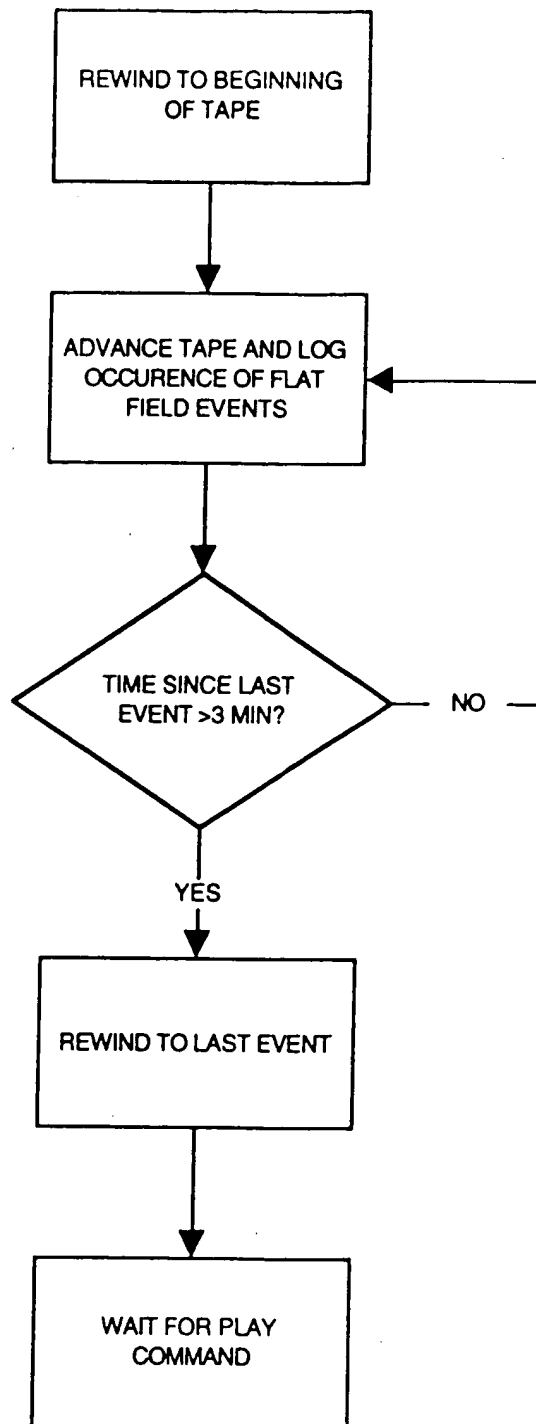 REWIND TO BEGINNING
OF TAPE
ADVANCE TAPE AND LOG
OCCURENCE OF FLAT
FIELD EVENTS
TIME SINCE LAST
EVENT >3 MIN?
NO
YES
REWIND TO LAST EVENT
WAIT FOR PLAY
COMMAND